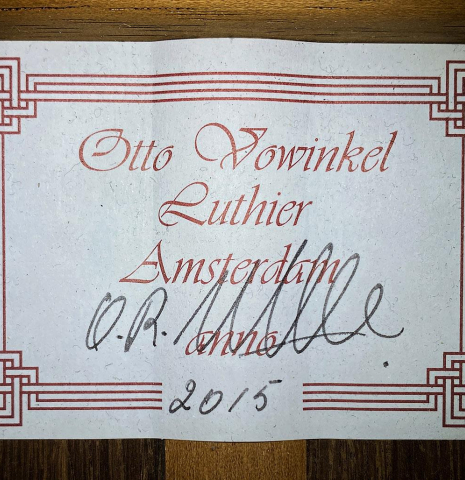 Otto Vowinkel
Luthier
Amsterdam
O.R.
anno
2015